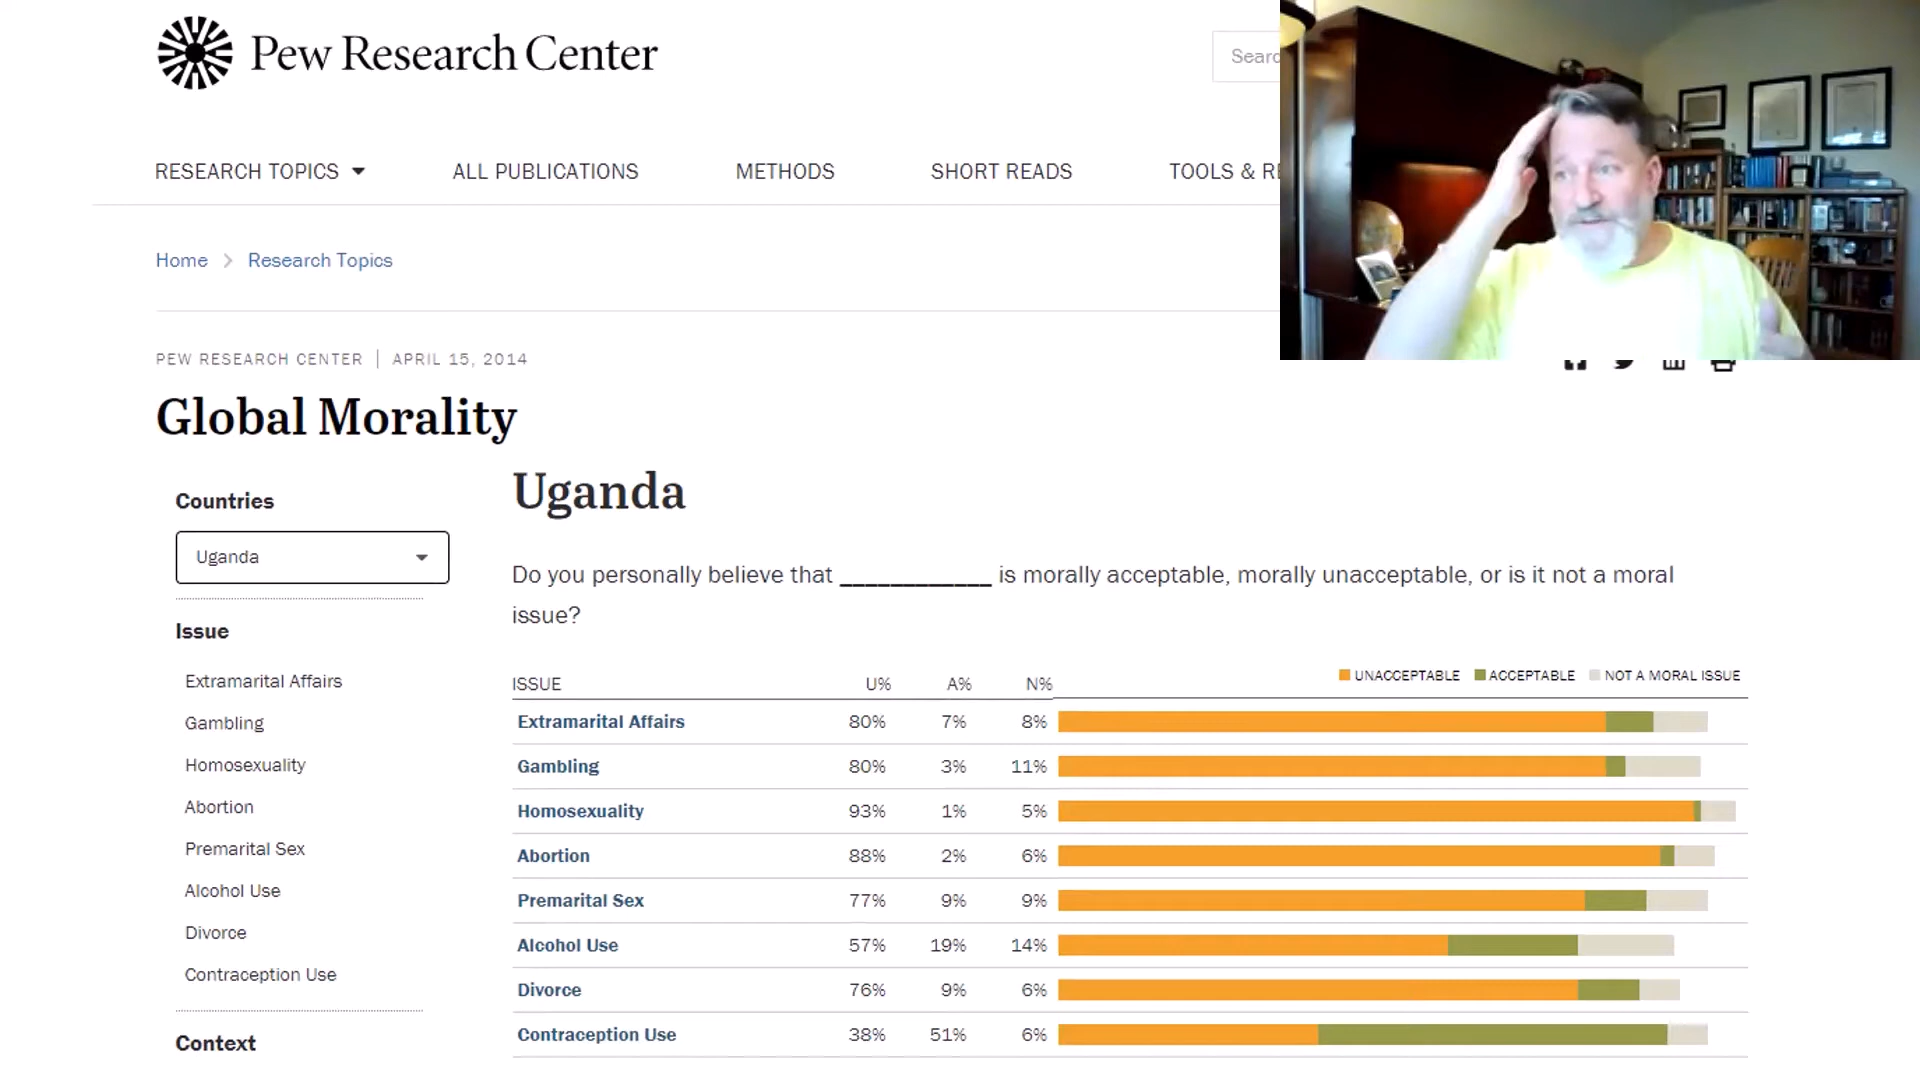 Pew Research Center
RESEARCH TOPICS
ALL PUBLICATIONS
METHODS
SHORT READS
TOOLS & RE
Searc
Home > Research Topics
PEW RESEARCH CENTER | APRIL 15, 2014
Global Morality
Countries
Uganda
Issue
Extramarital Affairs
Gambling
Homosexuality
Abortion
Premarital Sex
Alcohol Use
Divorce
Contraception Use
Context
Uganda
Do you personally believe that ____________ is morally acceptable, morally unacceptable, or is it not a moral
issue?
ISSUE U% A% N%
UNACCEPTABLE ACCEPTABLE NOT A MORAL ISSUE
Extramarital Affairs 80% 7% 8%
Gambling 80% 3% 11%
Homosexuality 93% 1% 5%
Abortion 88% 2% 6%
Premarital Sex 77% 9% 9%
Alcohol Use 57% 19% 14%
Divorce 76% 9% 6%
Contraception Use 38% 51% 6%